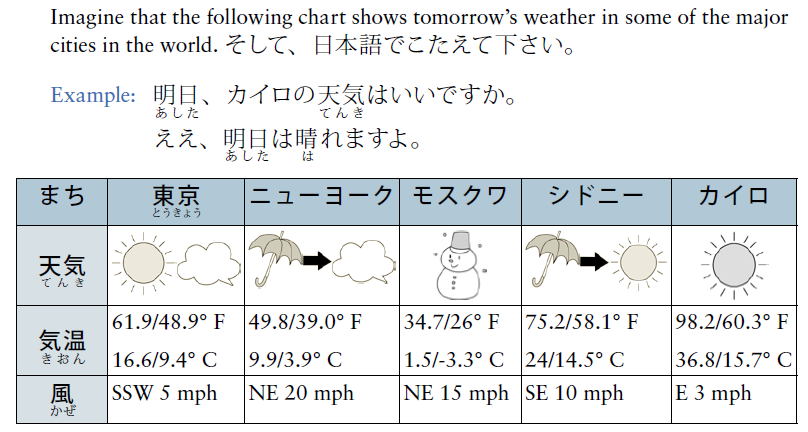 Imagine that the following chart shows tomorrow's weather in some of the major
cities in the world. そして、日本語でこたえて下さい。
Example: 明日、カイロの天気はいいですか。
あした てんき
ええ、明日は晴れますよ。
あした は
まち 東京 ニューヨーク モスクワ シドニー カイロ
とうきょう
天気
てんき
気温 61.9/48.9° F 49.8/39.0° F 34.7/26° F 75.2/58.1° F 98.2/60.3° F
きおん 16.6/9.4° C 9.9/3.9° C 1.5/-3.3° C 24/14.5° C 36.8/15.7° C
風 SSW 5 mph NE 20 mph NE 15 mph SE 10 mph E 3 mph
かぜ